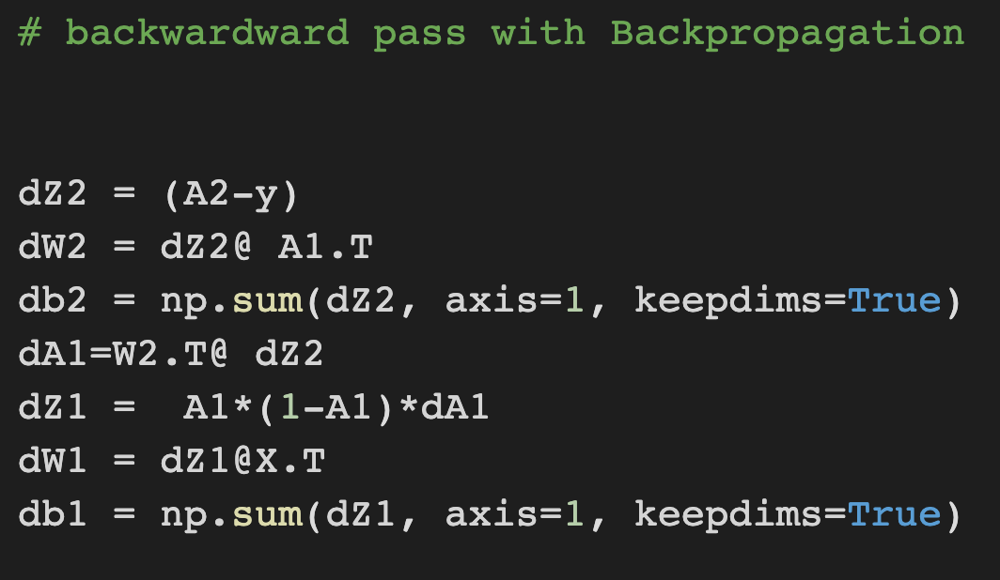 # backwardward pass with Backpropagation
dZ2 = (A2-y)
dW2 = dZ2@ A1.T
db2 = np.sum(dZ2, axis=1, keepdims=True)
dA1=W2.T@ dZ2
dZ1 =  A1*(1-A1)*dA1
dW1 = dZ1@X.T
db1 = np.sum(dZ1, axis=1, keepdims=True)